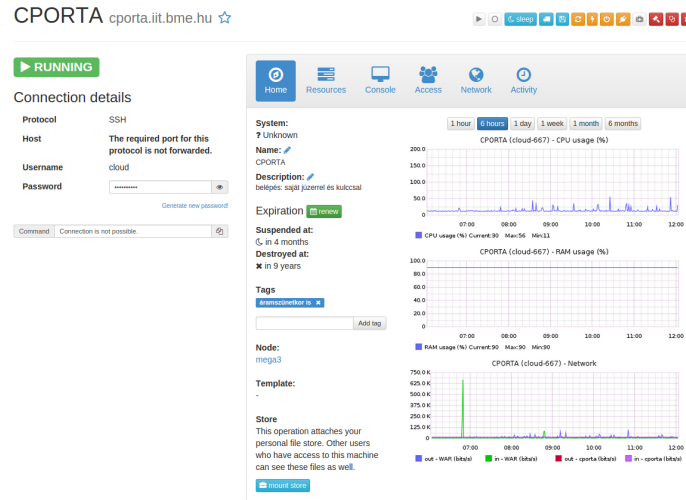 CPORTA cporta.iit.bme.hu
sleep
RUNNING
Connection details
Protocol SSH
Host The required port for this
protocol is not forwarded.
Username cloud
Password ••••••••••
Generate new password!
Command Connection is not possible.
Home Resources Console Access Network Activity
System:
? Unknown
Name:
CPORTA
Description:
belépés: saját júzerrel és kulccsal
Expiration renew
Suspended at:
in 4 months
Destroyed at:
in 9 years
Tags
áramszünetkor is ×
Add tag
Node:
mega3
Template:
-
Store
This operation attaches your
personal file store. Other users
who have access to this machine
can see these files as well.
mount store
1 hour 6 hours 1 day 1 week 1 month 6 months
CPORTA (cloud-667) - CPU usage (%)
200.0
150.0
100.0
50.0
0
07:00 08:00 09:00 10:00 11:00 12:00
CPU usage (%) Current:30 Max:56 Min:11
CPORTA (cloud-667) - RAM usage (%)
100.0
80.0
60.0
40.0
20.0
0
07:00 08:00 09:00 10:00 11:00 12:00
RAM usage (%) Current:90 Max:90 Min:90
CPORTA (cloud-667) - Network
750.0 K
625.0 K
500.0 K
375.0 K
250.0 K
125.0 K
0
07:00 08:00 09:00 10:00 11:00 12:00
out - WAR (bits/s) in - WAR (bits/s) out - cporta (bits/s) in - cporta (bits/s)